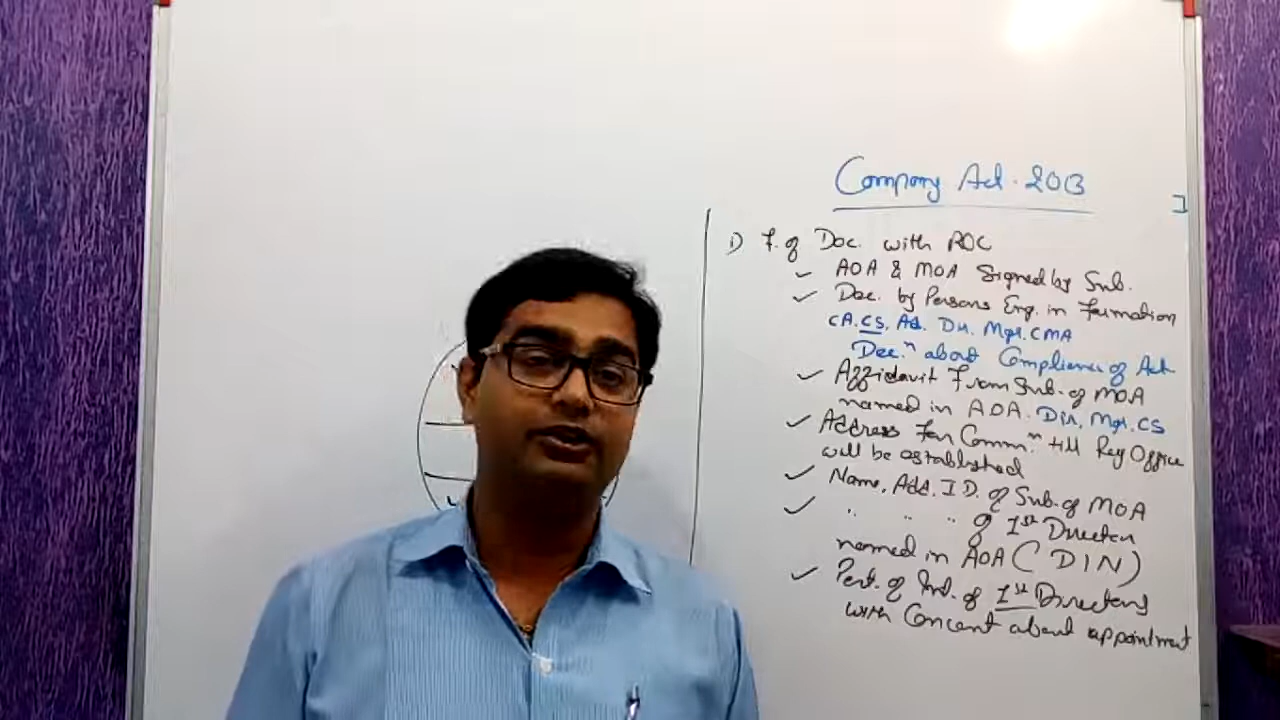 Company Act. 2013
I
1) F. of Doc. with ROC
AOA & MOA Signed by Sub.
Doc. by Persons Eng. in Formation
CA. CS. Ad. Dir. Mgr. CMA
Dec.n about Compliance of Act
Affidavit From Sub. of MOA
named in AOA. Dir, Mgr, CS
Address For Comm.n till Reg Office
will be established
Name, Add. I D. of Sub. of MOA
" " " of 1st Director
named in AOA ( DIN )
Part. of Int. of 1st Directors
with Concent about appointment